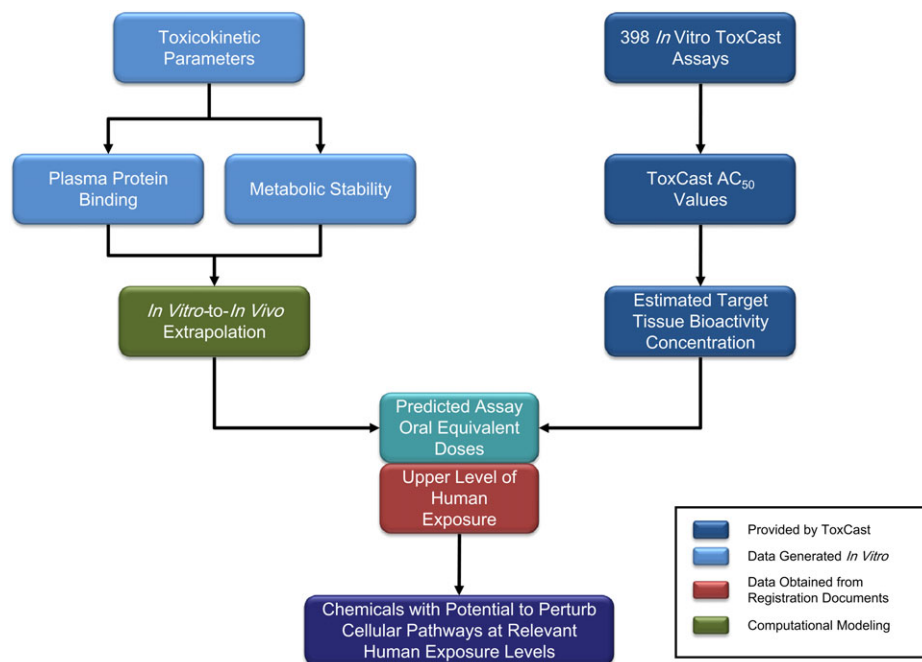 Toxicokinetic
Parameters
398 In Vitro ToxCast
Assays
Plasma Protein
Binding
Metabolic Stability
ToxCast AC50
Values
In Vitro-to-In Vivo
Extrapolation
Estimated Target
Tissue Bioactivity
Concentration
Predicted Assay
Oral Equivalent
Doses
Upper Level of
Human
Exposure
Chemicals with Potential to Perturb
Cellular Pathways at Relevant
Human Exposure Levels
Provided by ToxCast
Data Generated In Vitro
Data Obtained from
Registration Documents
Computational Modeling